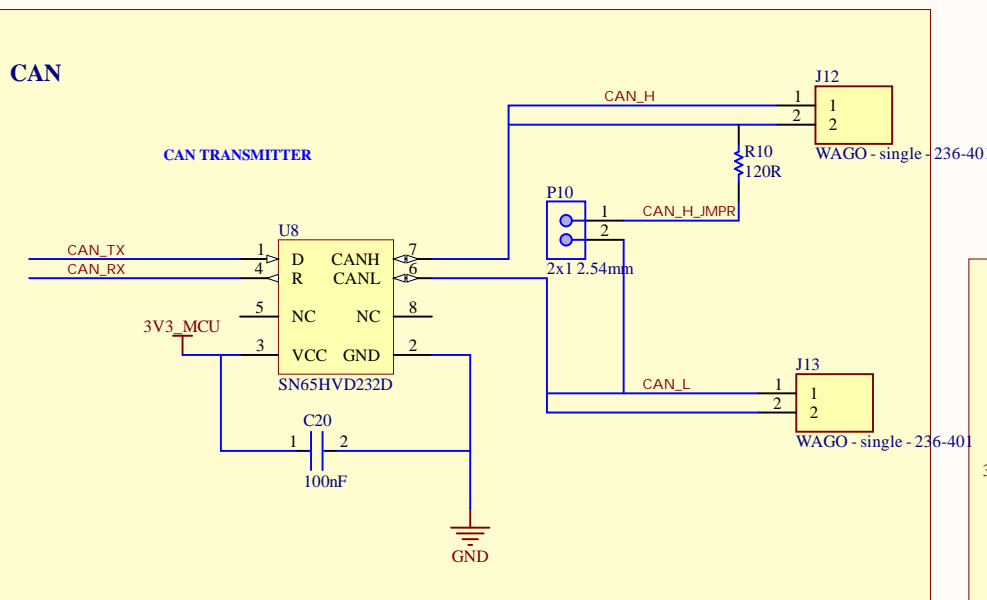 CAN
CAN TRANSMITTER
CAN_H
J12
1 1
2 2
WAGO - single - 236-401
R10
120R
P10
1 CAN_H_JMPR
2
2x1 2.54mm
U8
CAN_TX 1 D CANH 7
CAN_RX 4 R CANL 6
5 NC NC 8
3V3_MCU
3 VCC GND 2
SN65HVD232D
J13
CAN_L 1 1
2 2
WAGO - single - 236-401
C20
1 2
100nF
GND